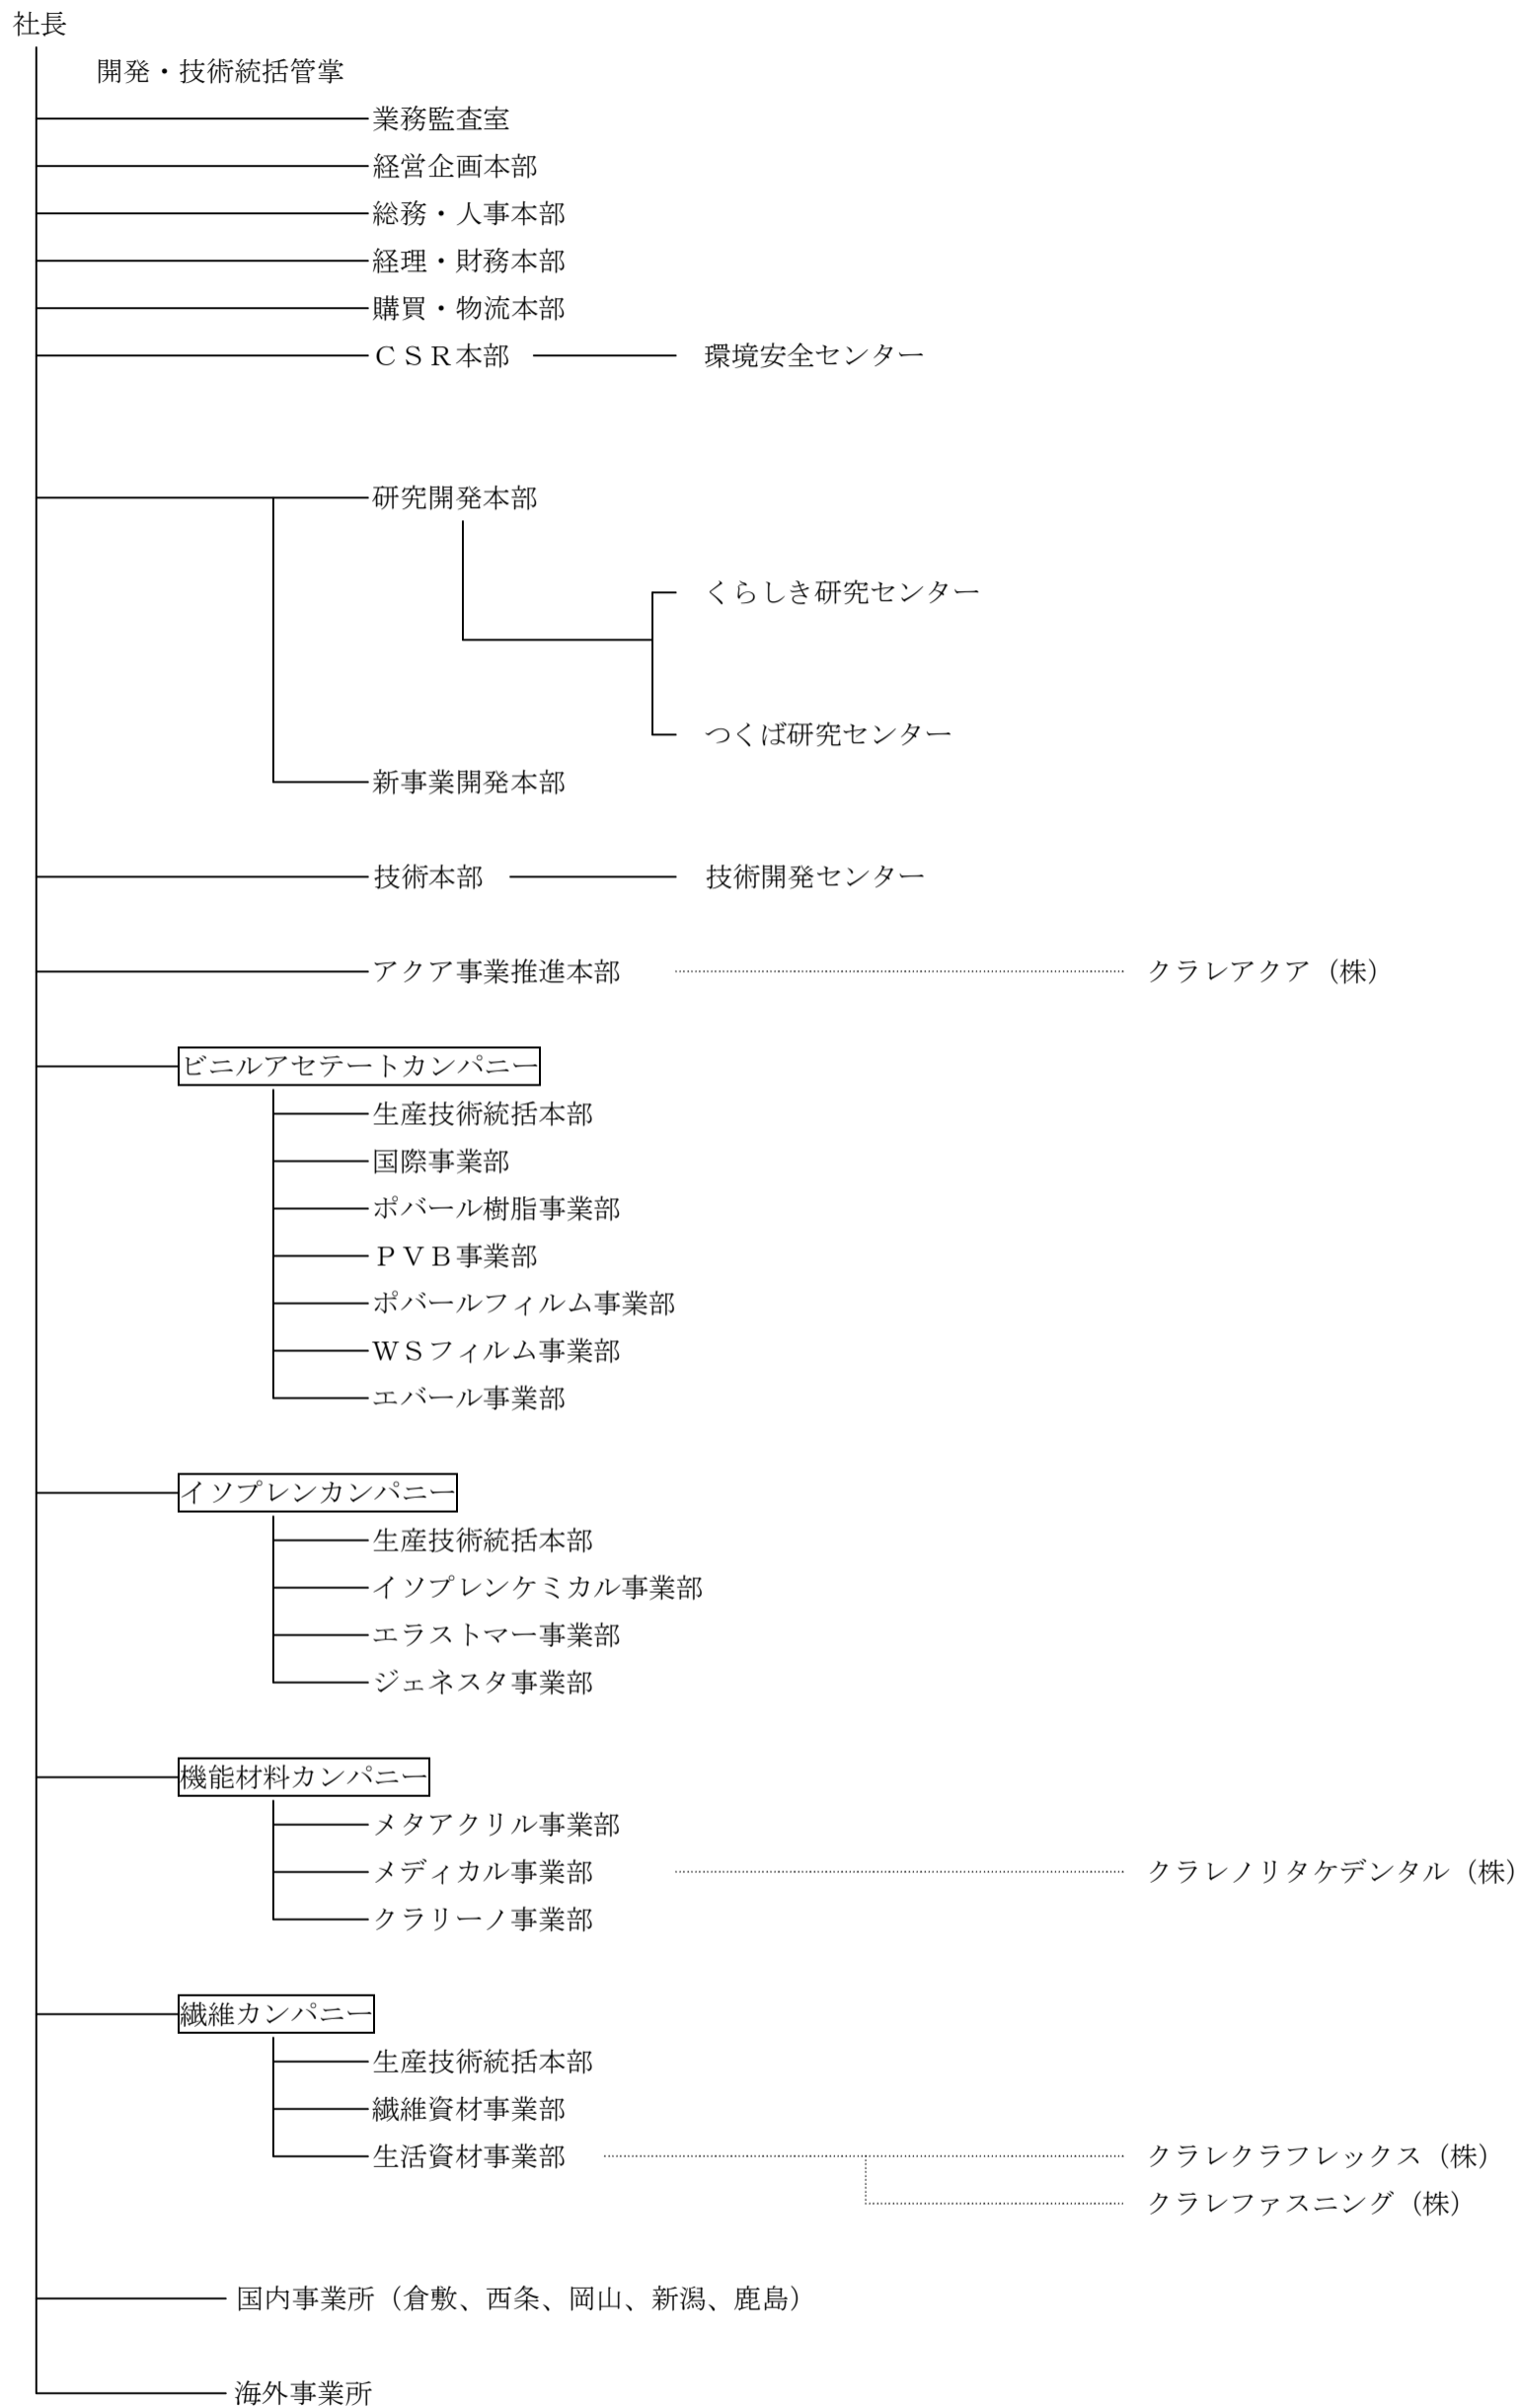 社長
開発・技術統括管掌
業務監査室
経営企画本部
総務・人事本部
経理・財務本部
購買・物流本部
ＣＳＲ本部 環境安全センター
研究開発本部
くらしき研究センター
つくば研究センター
新事業開発本部
技術本部 技術開発センター
アクア事業推進本部 クラレアクア（株）
ビニルアセテートカンパニー
生産技術統括本部
国際事業部
ポバール樹脂事業部
ＰＶＢ事業部
ポバールフィルム事業部
ＷＳフィルム事業部
エバール事業部
イソプレンカンパニー
生産技術統括本部
イソプレンケミカル事業部
エラストマー事業部
ジェネスタ事業部
機能材料カンパニー
メタアクリル事業部
メディカル事業部 クラレノリタケデンタル（株）
クラリーノ事業部
繊維カンパニー
生産技術統括本部
繊維資材事業部
生活資材事業部 クラレクラフレックス（株）
クラレファスニング（株）
国内事業所（倉敷、西条、岡山、新潟、鹿島）
海外事業所